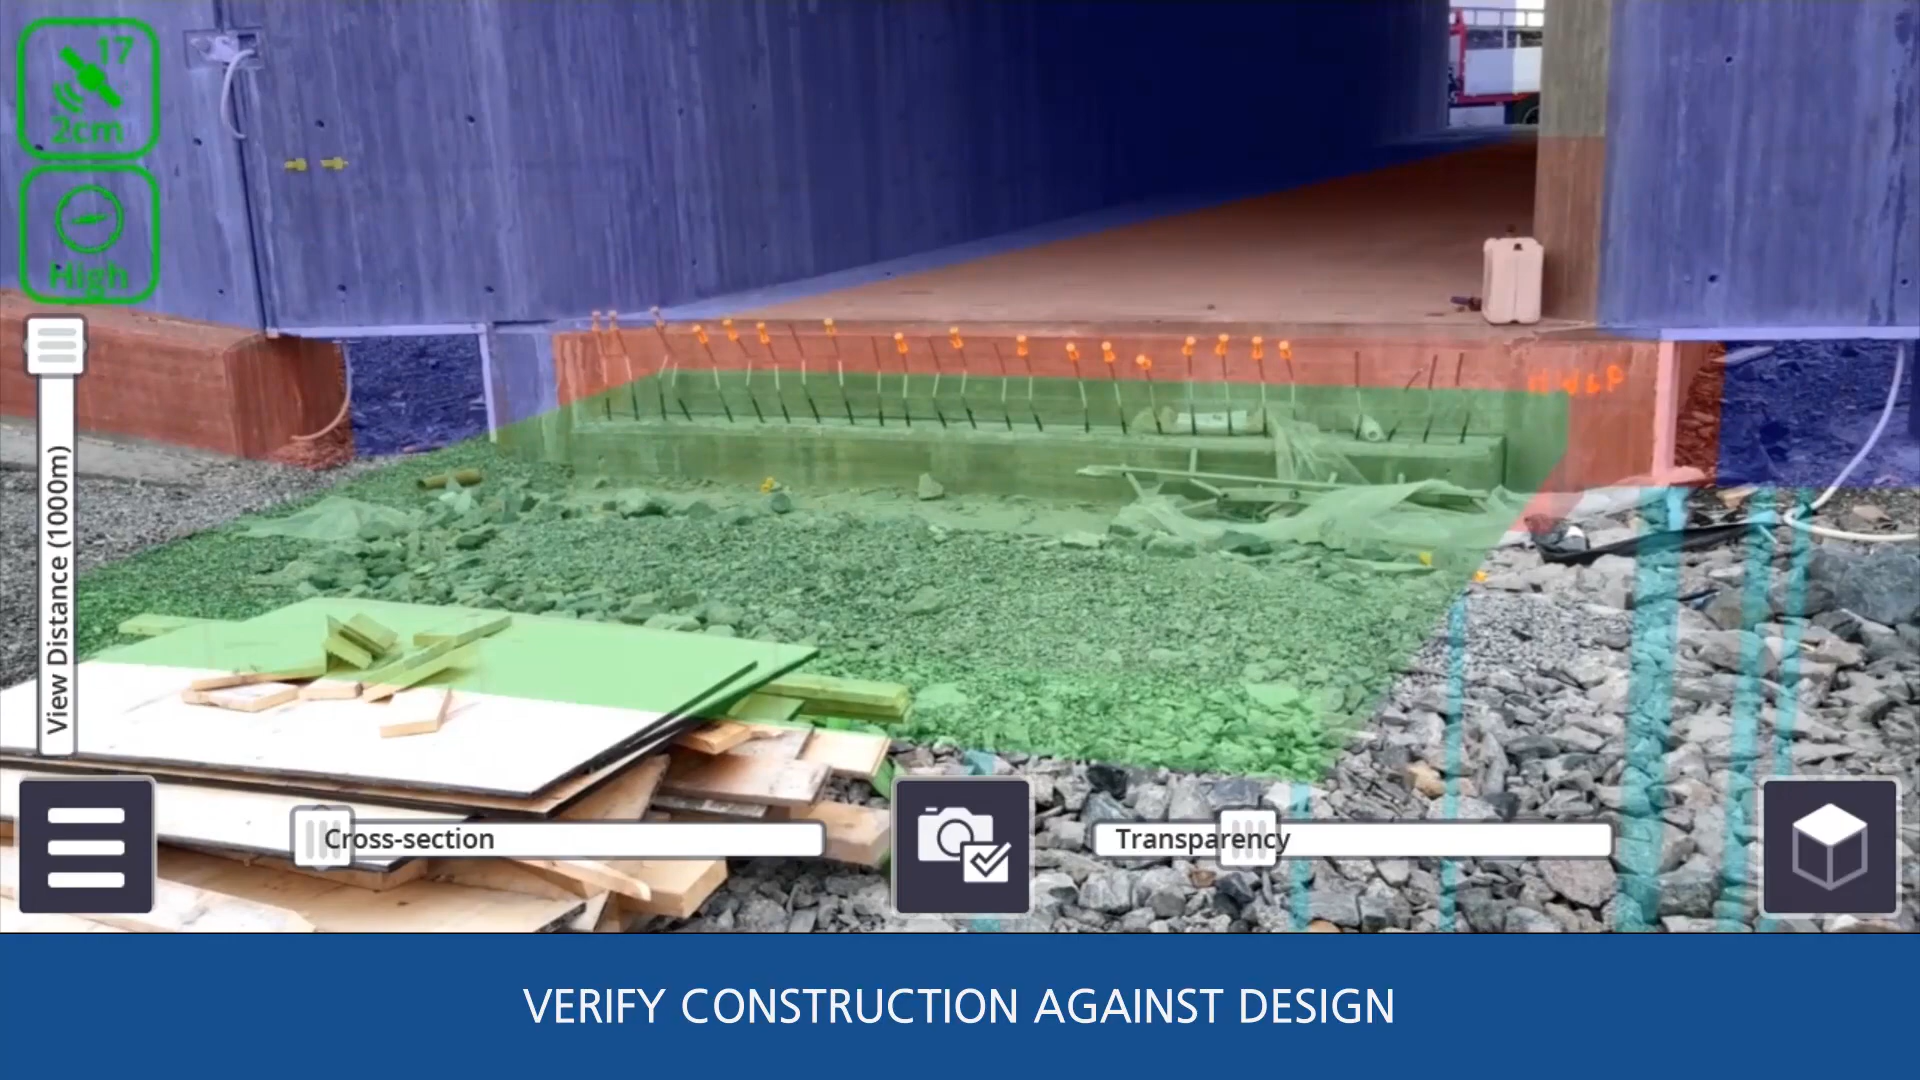 17
2cm
High
View Distance (1000m)
Cross-section
Transparency
VERIFY CONSTRUCTION AGAINST DESIGN